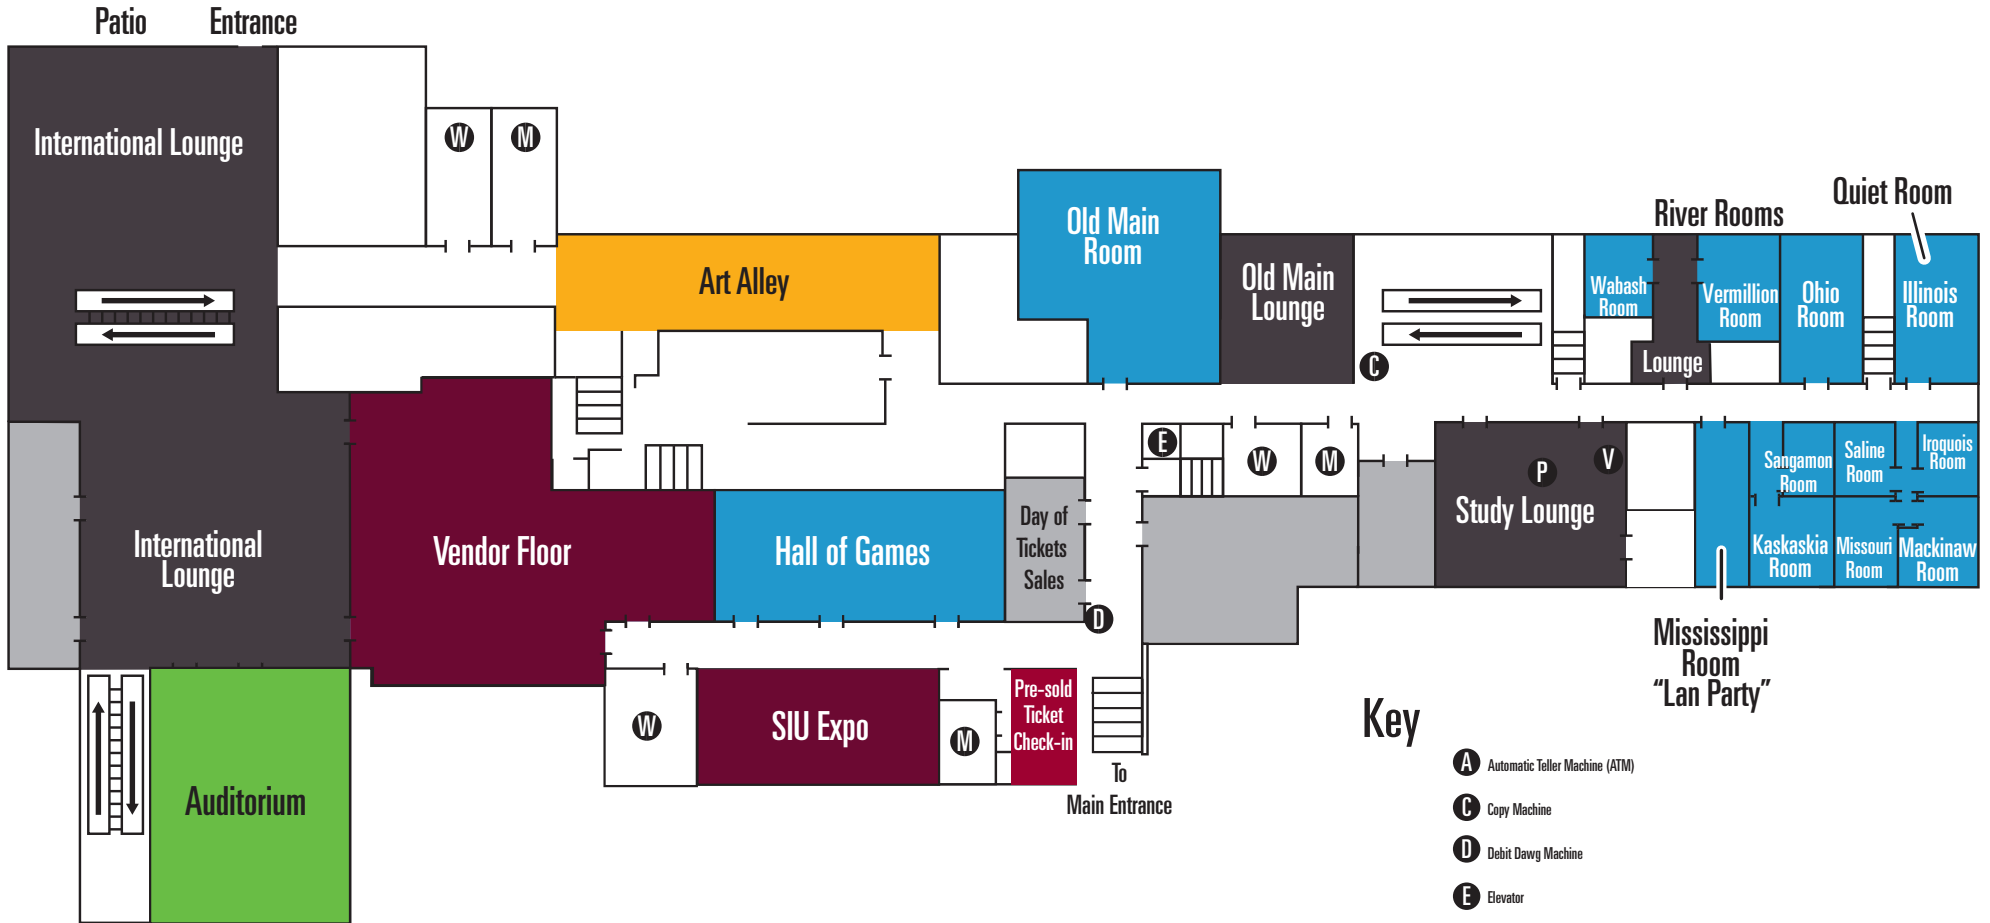 Patio
Entrance
International Lounge
W
M
Art Alley
Old Main
Room
Old Main
Lounge
C
River Rooms
Quiet Room
Wabash
Room
Vermillion
Room
Ohio
Room
Illinois
Room
Lounge
E
W
M
P
V
Study Lounge
Sangamon
Room
Saline
Room
Iroquois
Room
Kaskaskia
Room
Missouri
Room
Mackinaw
Room
International
Lounge
Vendor Floor
Hall of Games
Day of
Tickets
Sales
D
Mississippi
Room
“Lan Party”
W
SIU Expo
M
Pre-sold
Ticket
Check-in
To
Main Entrance
Auditorium
Key
A Automatic Teller Machine (ATM)
C Copy Machine
D Debit Dawg Machine
E Elevator